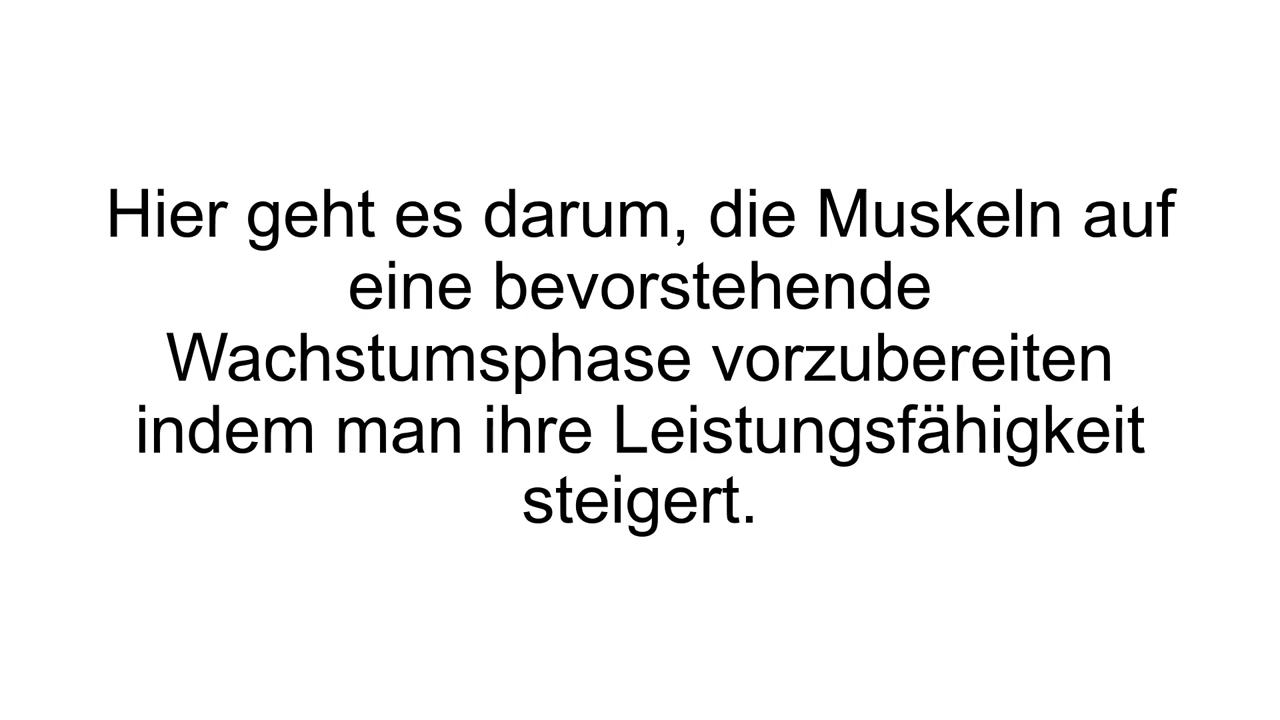 Hier geht es darum, die Muskeln auf
eine bevorstehende
Wachstumsphase vorzubereiten
indem man ihre Leistungsfähigkeit
steigert.